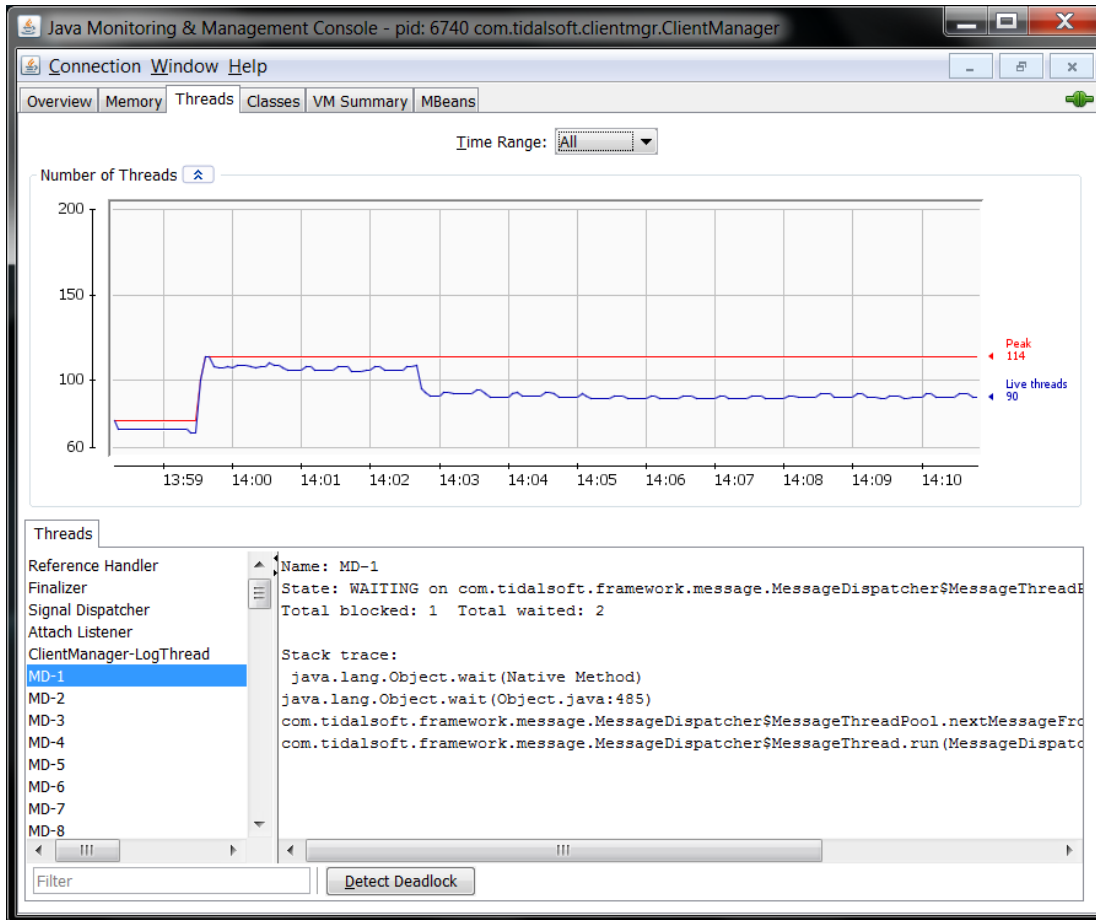 Java Monitoring & Management Console - pid: 6740 com.tidalsoft.clientmgr.ClientManager
Connection Window Help
Overview Memory Threads Classes VM Summary MBeans
Time Range: All
Number of Threads
200
150
100
60
Peak
114
Live threads
90
13:59 14:00 14:01 14:02 14:03 14:04 14:05 14:06 14:07 14:08 14:09 14:10
Threads
Reference Handler
Finalizer
Signal Dispatcher
Attach Listener
ClientManager-LogThread
MD-1
MD-2
MD-3
MD-4
MD-5
MD-6
MD-7
MD-8
Name: MD-1
State: WAITING on com.tidalsoft.framework.message.MessageDispatcher$MessageThread
Total blocked: 1 Total waited: 2
Stack trace:
java.lang.Object.wait(Native Method)
java.lang.Object.wait(Object.java:485)
com.tidalsoft.framework.message.MessageDispatcher$MessageThreadPool.nextMessageFro
com.tidalsoft.framework.message.MessageDispatcher$MessageThread.run(MessageDispatc
Filter
Detect Deadlock